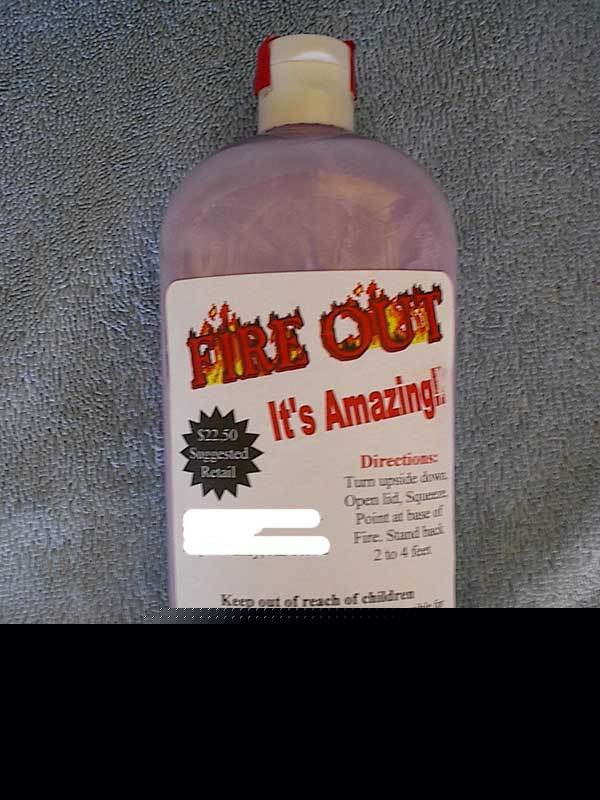 FIRE OUT
It's Amazing!
$22.50
Suggested
Retail
Directions:
Turn upside down.
Open lid, Squeeze.
Point at base of
Fire. Stand back
2 to 4 feet
Keep out of reach of children